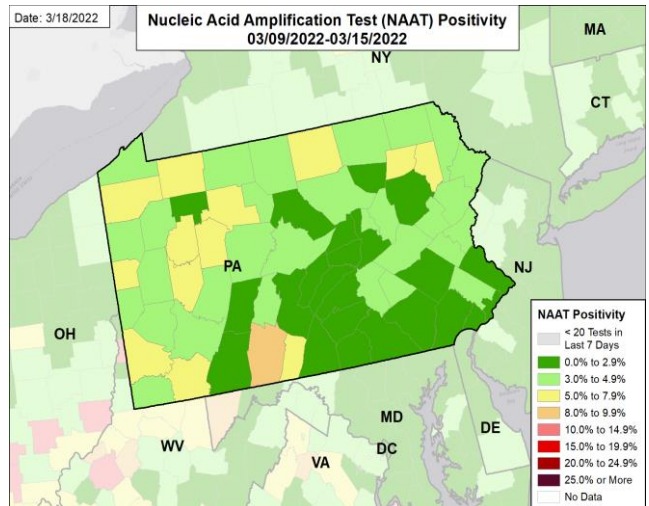 Date: 3/18/2022
Nucleic Acid Amplification Test (NAAT) Positivity
03/09/2022-03/15/2022
MA
NY
CT
PA
NJ
OH
MD
DE
WV
DC
VA
NAAT Positivity
< 20 Tests in
Last 7 Days
0.0% to 2.9%
3.0% to 4.9%
5.0% to 7.9%
8.0% to 9.9%
10.0% to 14.9%
15.0% to 19.9%
20.0% to 24.9%
25.0% or More
No Data